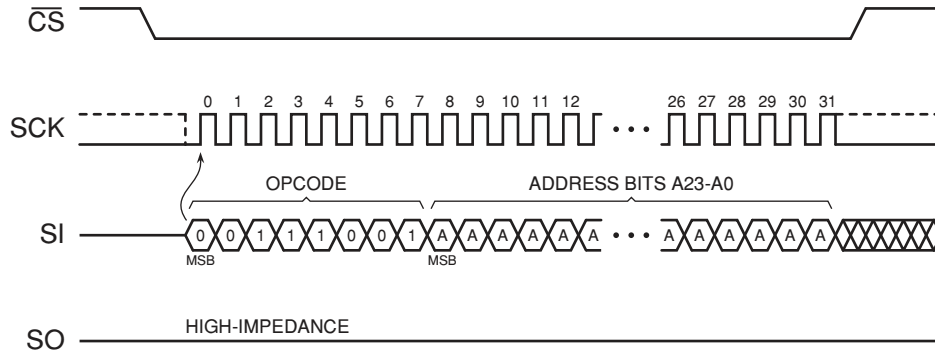 CS
0 1 2 3 4 5 6 7 8 9 10 11 12 26 27 28 29 30 31
SCK
OPCODE ADDRESS BITS A23-A0
SI 0 0 1 1 1 0 0 1 A A A A A A • • • A A A A A A
MSB MSB
HIGH-IMPEDANCE
SO